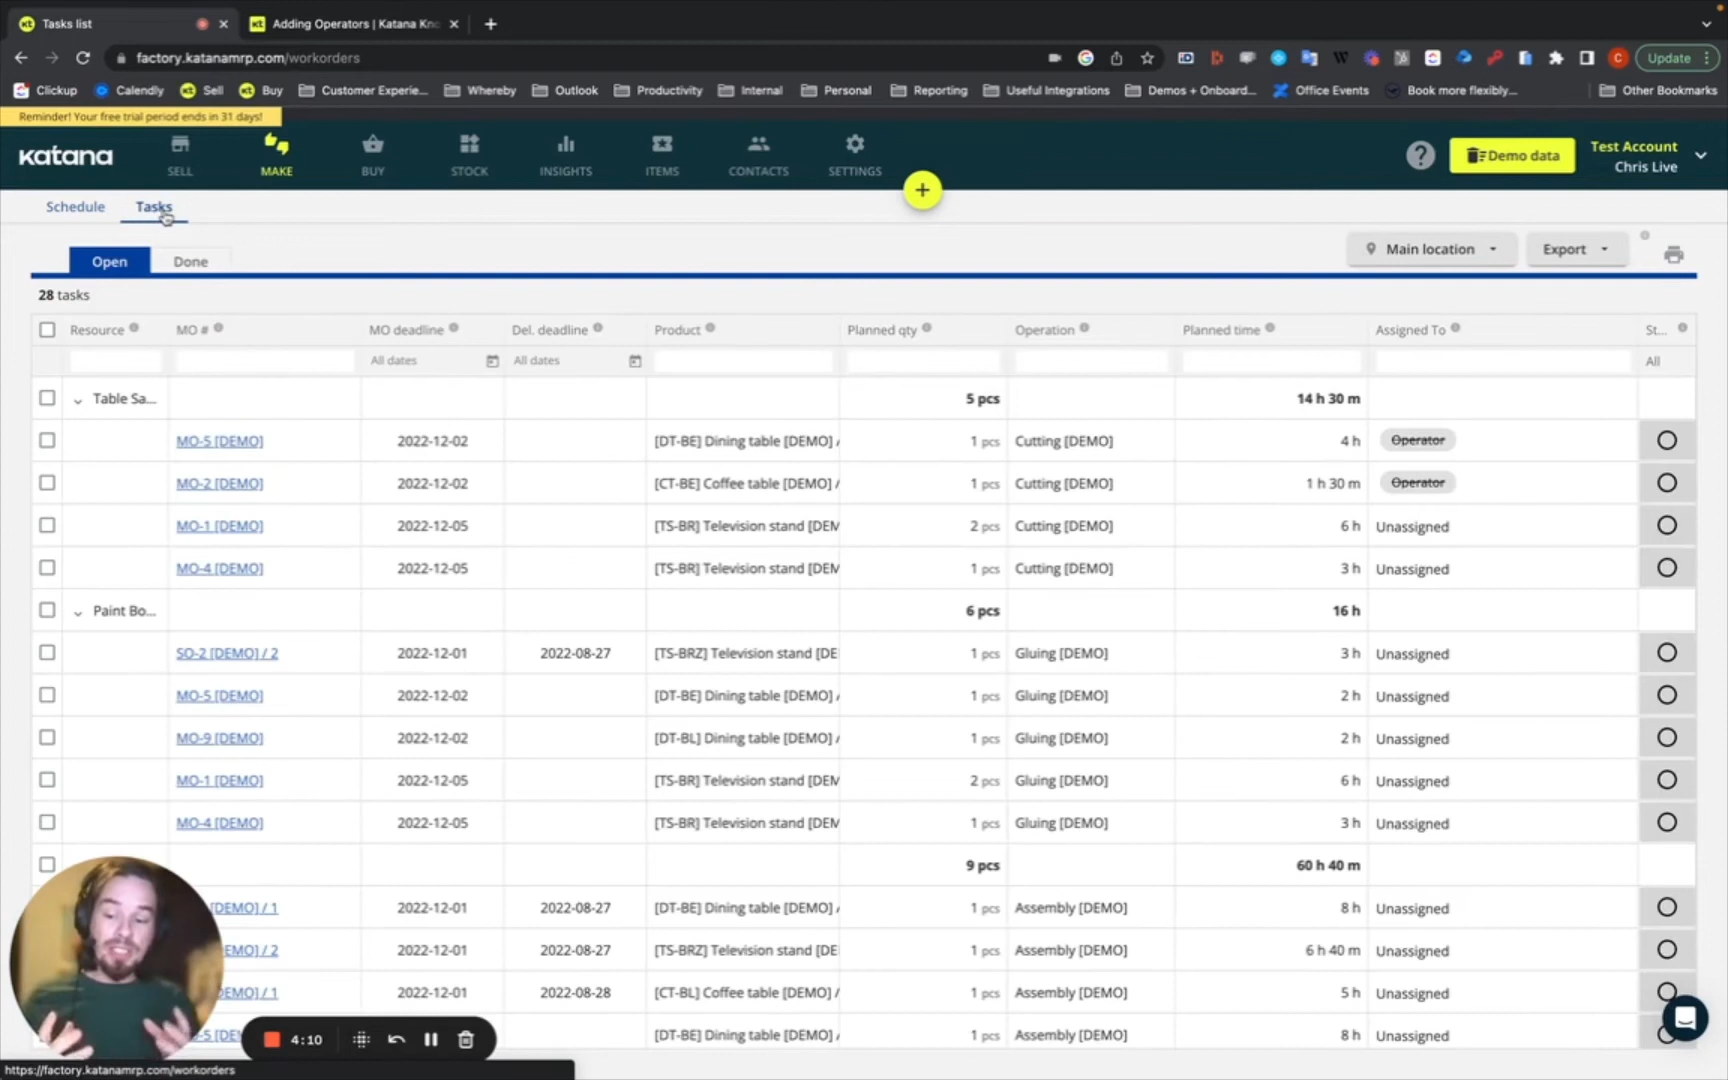 Tasks list
Adding Operators | Katana Kno
factory.katanamrp.com/workorders
Update
Clickup
Calendly
Sell
Buy
Customer Experie...
Whereby
Outlook
Productivity
Internal
Personal
Reporting
Useful Integrations
Demos + Onboard...
Office Events
Book more flexibly...
Other Bookmarks
Reminder! Your free trial period ends in 31 days!
katana
SELL
MAKE
BUY
STOCK
INSIGHTS
ITEMS
CONTACTS
SETTINGS
+
?
Demo data
Test Account
Chris Live
Schedule
Tasks
Open
Done
Main location
Export
28 tasks
Resource MO # MO deadline Del. deadline Product Planned qty Operation Planned time Assigned To St...
All dates All dates All
Table Sa... 5 pcs 14 h 30 m
MO-5 [DEMO] 2022-12-02 [DT-BE] Dining table [DEMO] / 1 pcs Cutting [DEMO] 4 h Operator
MO-2 [DEMO] 2022-12-02 [CT-BE] Coffee table [DEMO] / 1 pcs Cutting [DEMO] 1 h 30 m Operator
MO-1 [DEMO] 2022-12-05 [TS-BR] Television stand [DEM 2 pcs Cutting [DEMO] 6 h Unassigned
MO-4 [DEMO] 2022-12-05 [TS-BR] Television stand [DEM 1 pcs Cutting [DEMO] 3 h Unassigned
Paint Bo... 6 pcs 16 h
SO-2 [DEMO] / 2 2022-12-01 2022-08-27 [TS-BRZ] Television stand [DE 1 pcs Gluing [DEMO] 3 h Unassigned
MO-5 [DEMO] 2022-12-02 [DT-BE] Dining table [DEMO] / 1 pcs Gluing [DEMO] 2 h Unassigned
MO-9 [DEMO] 2022-12-02 [DT-BL] Dining table [DEMO] / 1 pcs Gluing [DEMO] 2 h Unassigned
MO-1 [DEMO] 2022-12-05 [TS-BR] Television stand [DEM 2 pcs Gluing [DEMO] 6 h Unassigned
MO-4 [DEMO] 2022-12-05 [TS-BR] Television stand [DEM 1 pcs Gluing [DEMO] 3 h Unassigned
9 pcs 60 h 40 m
[DEMO] / 1 2022-12-01 2022-08-27 [DT-BE] Dining table [DEMO] / 1 pcs Assembly [DEMO] 8 h Unassigned
EMO] / 2 2022-12-01 2022-08-27 [TS-BRZ] Television stand [DE 1 pcs Assembly [DEMO] 6 h 40 m Unassigned
EMO] / 1 2022-12-01 2022-08-28 [CT-BL] Coffee table [DEMO] / 1 pcs Assembly [DEMO] 5 h Unassigned
-5 [DEMO] 2022-12-02 [DT-BE] Dining table [DEMO] / 1 pcs Assembly [DEMO] 8 h Unassigned
4:10
https://factory.katanamrp.com/workorders